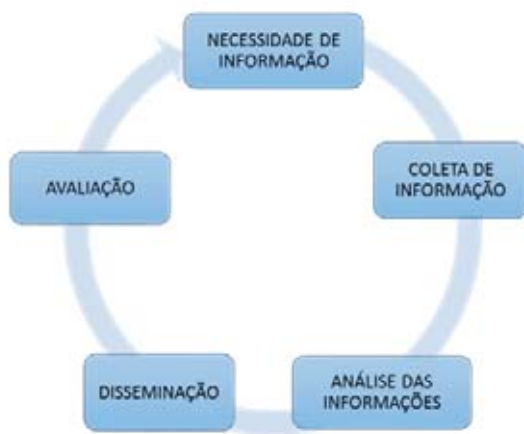 NECESSIDADE DE
INFORMAÇÃO
COLETA DE
INFORMAÇÃO
ANÁLISE DAS
INFORMAÇÕES
DISSEMINAÇÃO
AVALIAÇÃO